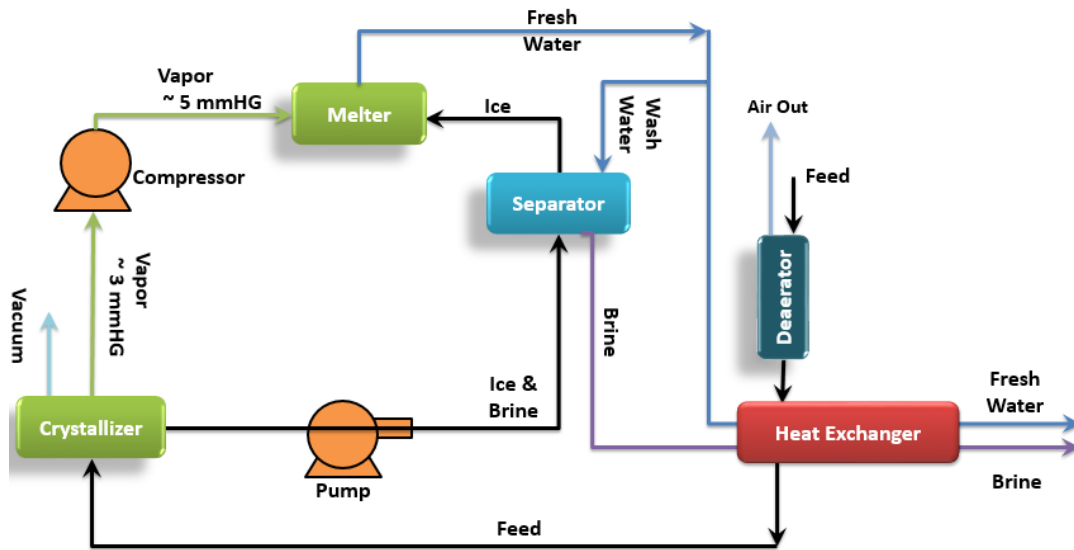 Fresh
Water
Vapor
~ 5 mmHG
Melter
Ice
Wash
Water
Air Out
Feed
Compressor
Separator
Deaerator
Vapor
~ 3 mmHG
Vacuum
Brine
Ice &
Brine
Fresh
Water
Crystallizer
Heat Exchanger
Pump
Brine
Feed